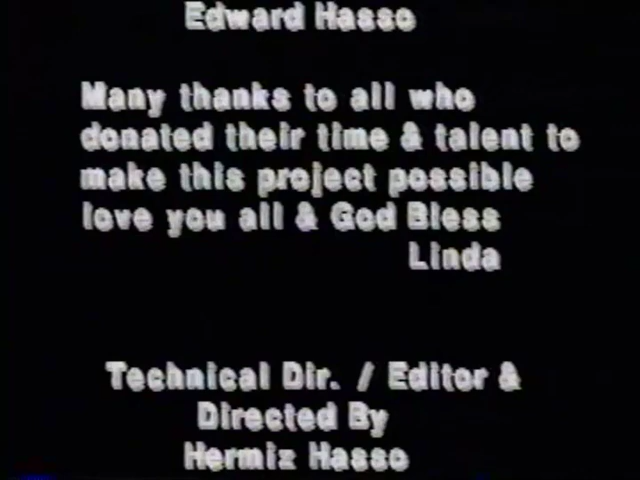 Edward Hasso
Many thanks to all who
donated their time & talent to
make this project possible
love you all & God Bless
Linda
Technical Dir. / Editor &
Directed By
Hermiz Hasso